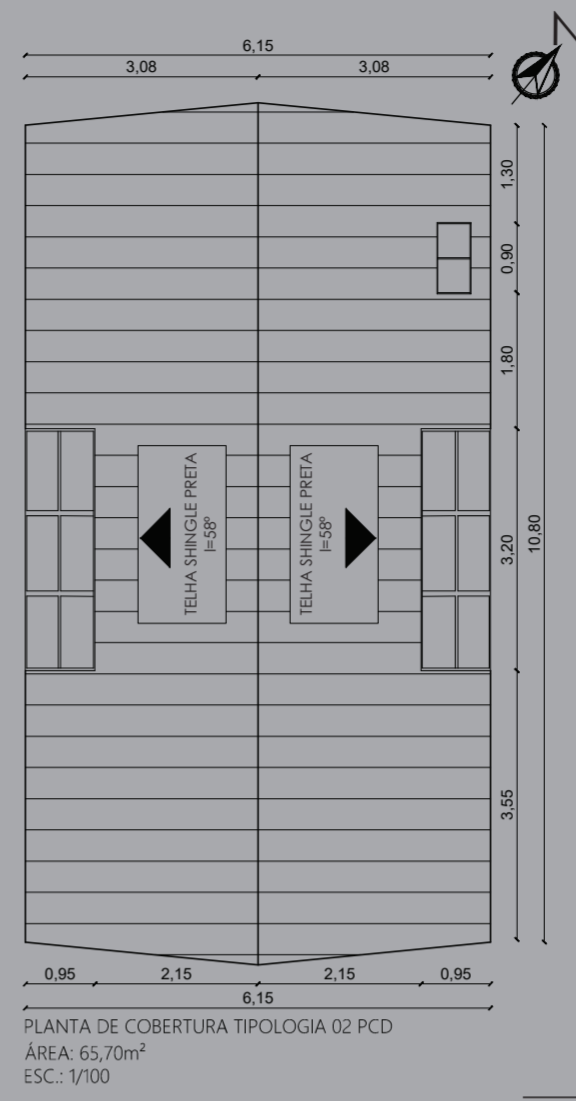 N
6,15
3,08 3,08
1,30
0,90
1,80
TELHA SHINGLE PRETA
I=58º
TELHA SHINGLE PRETA
I=58º
3,20
10,80
3,55
0,95 2,15 2,15 0,95
6,15
PLANTA DE COBERTURA TIPOLOGIA 02 PCD
ÁREA: 65,70m²
ESC.: 1/100